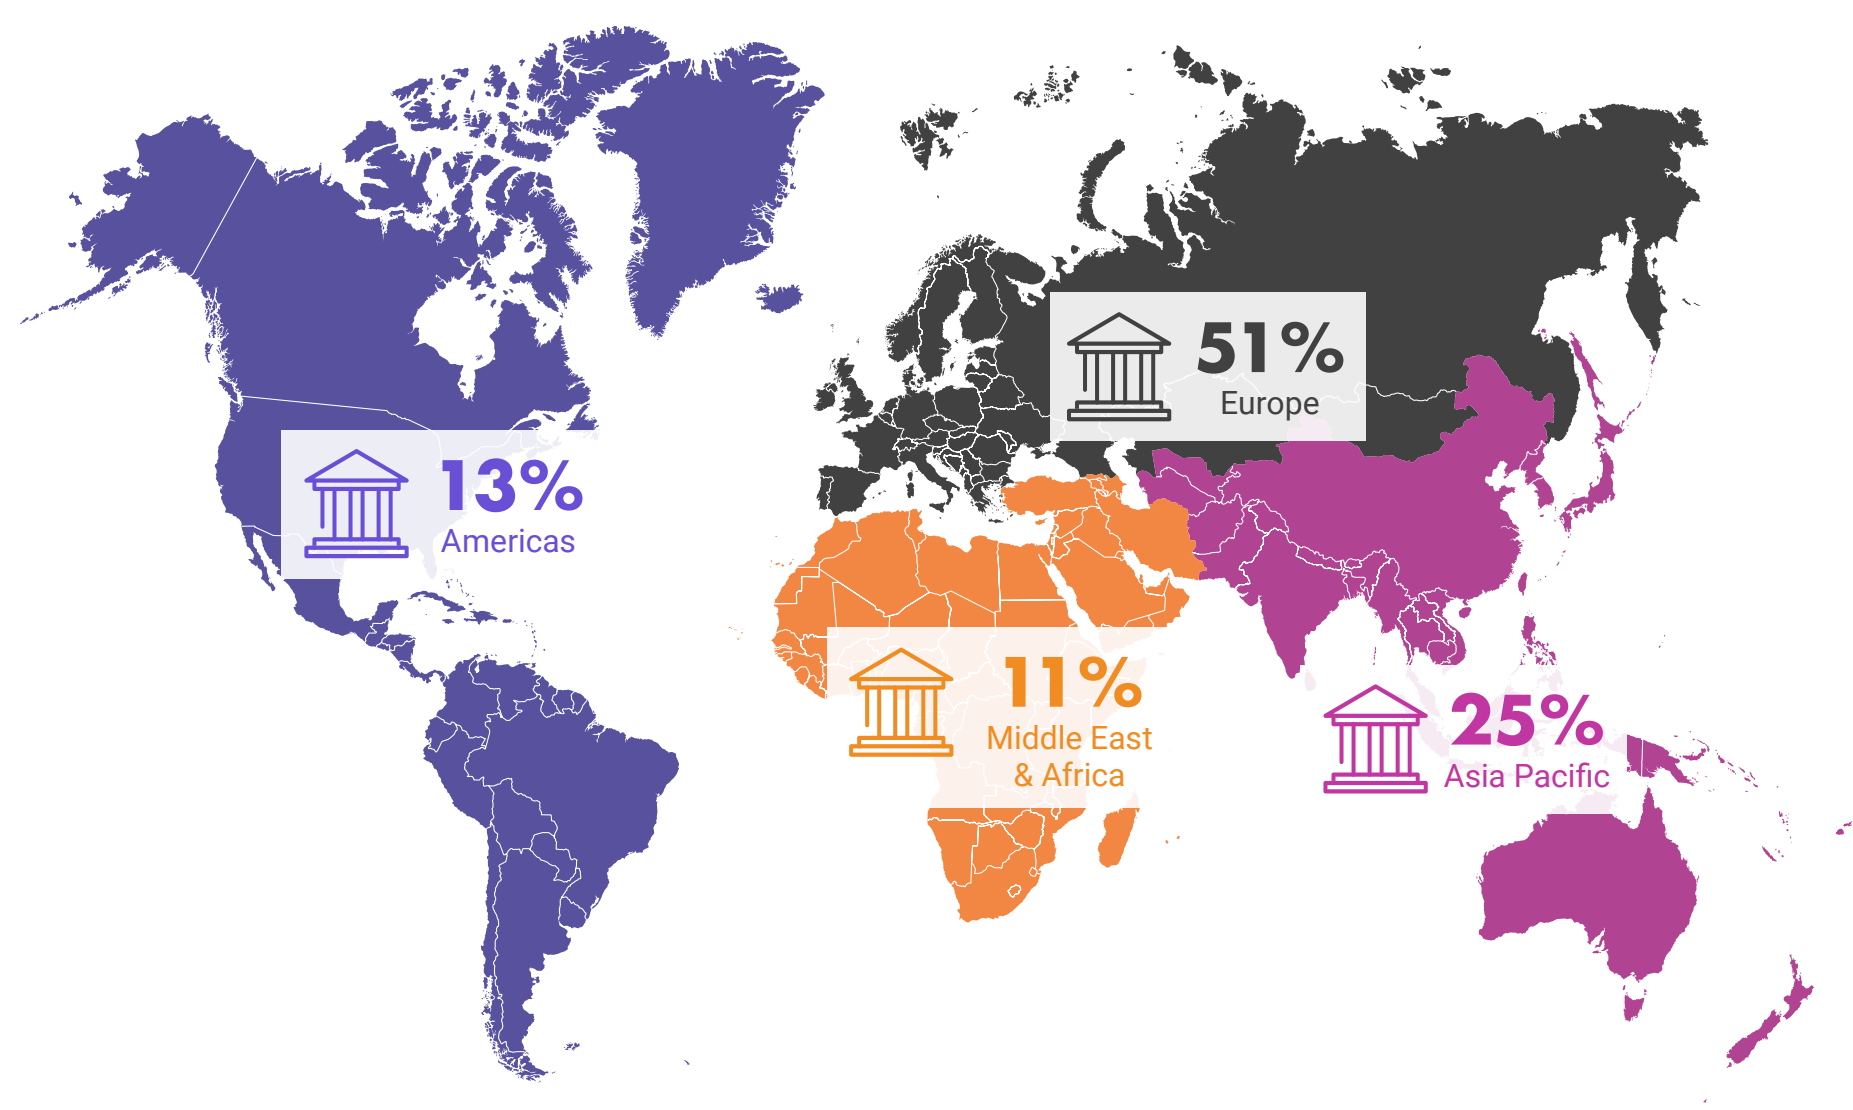 51%
Europe
13%
Americas
11%
Middle East
& Africa
25%
Asia Pacific